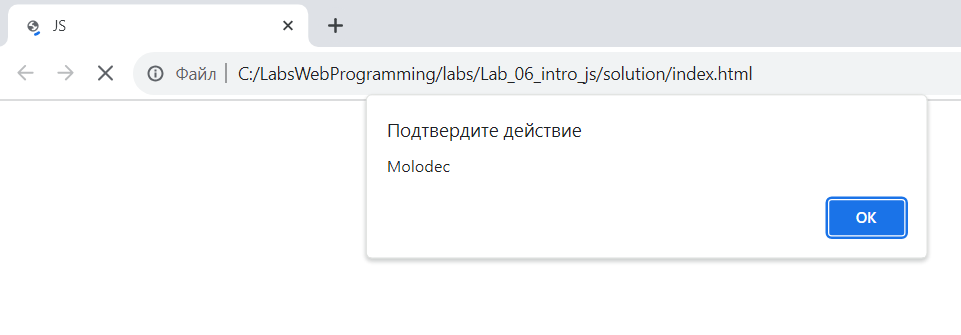 JS
Файл C:/LabsWebProgramming/labs/Lab_06_intro_js/solution/index.html
Подтвердите действие
Molodec
OK